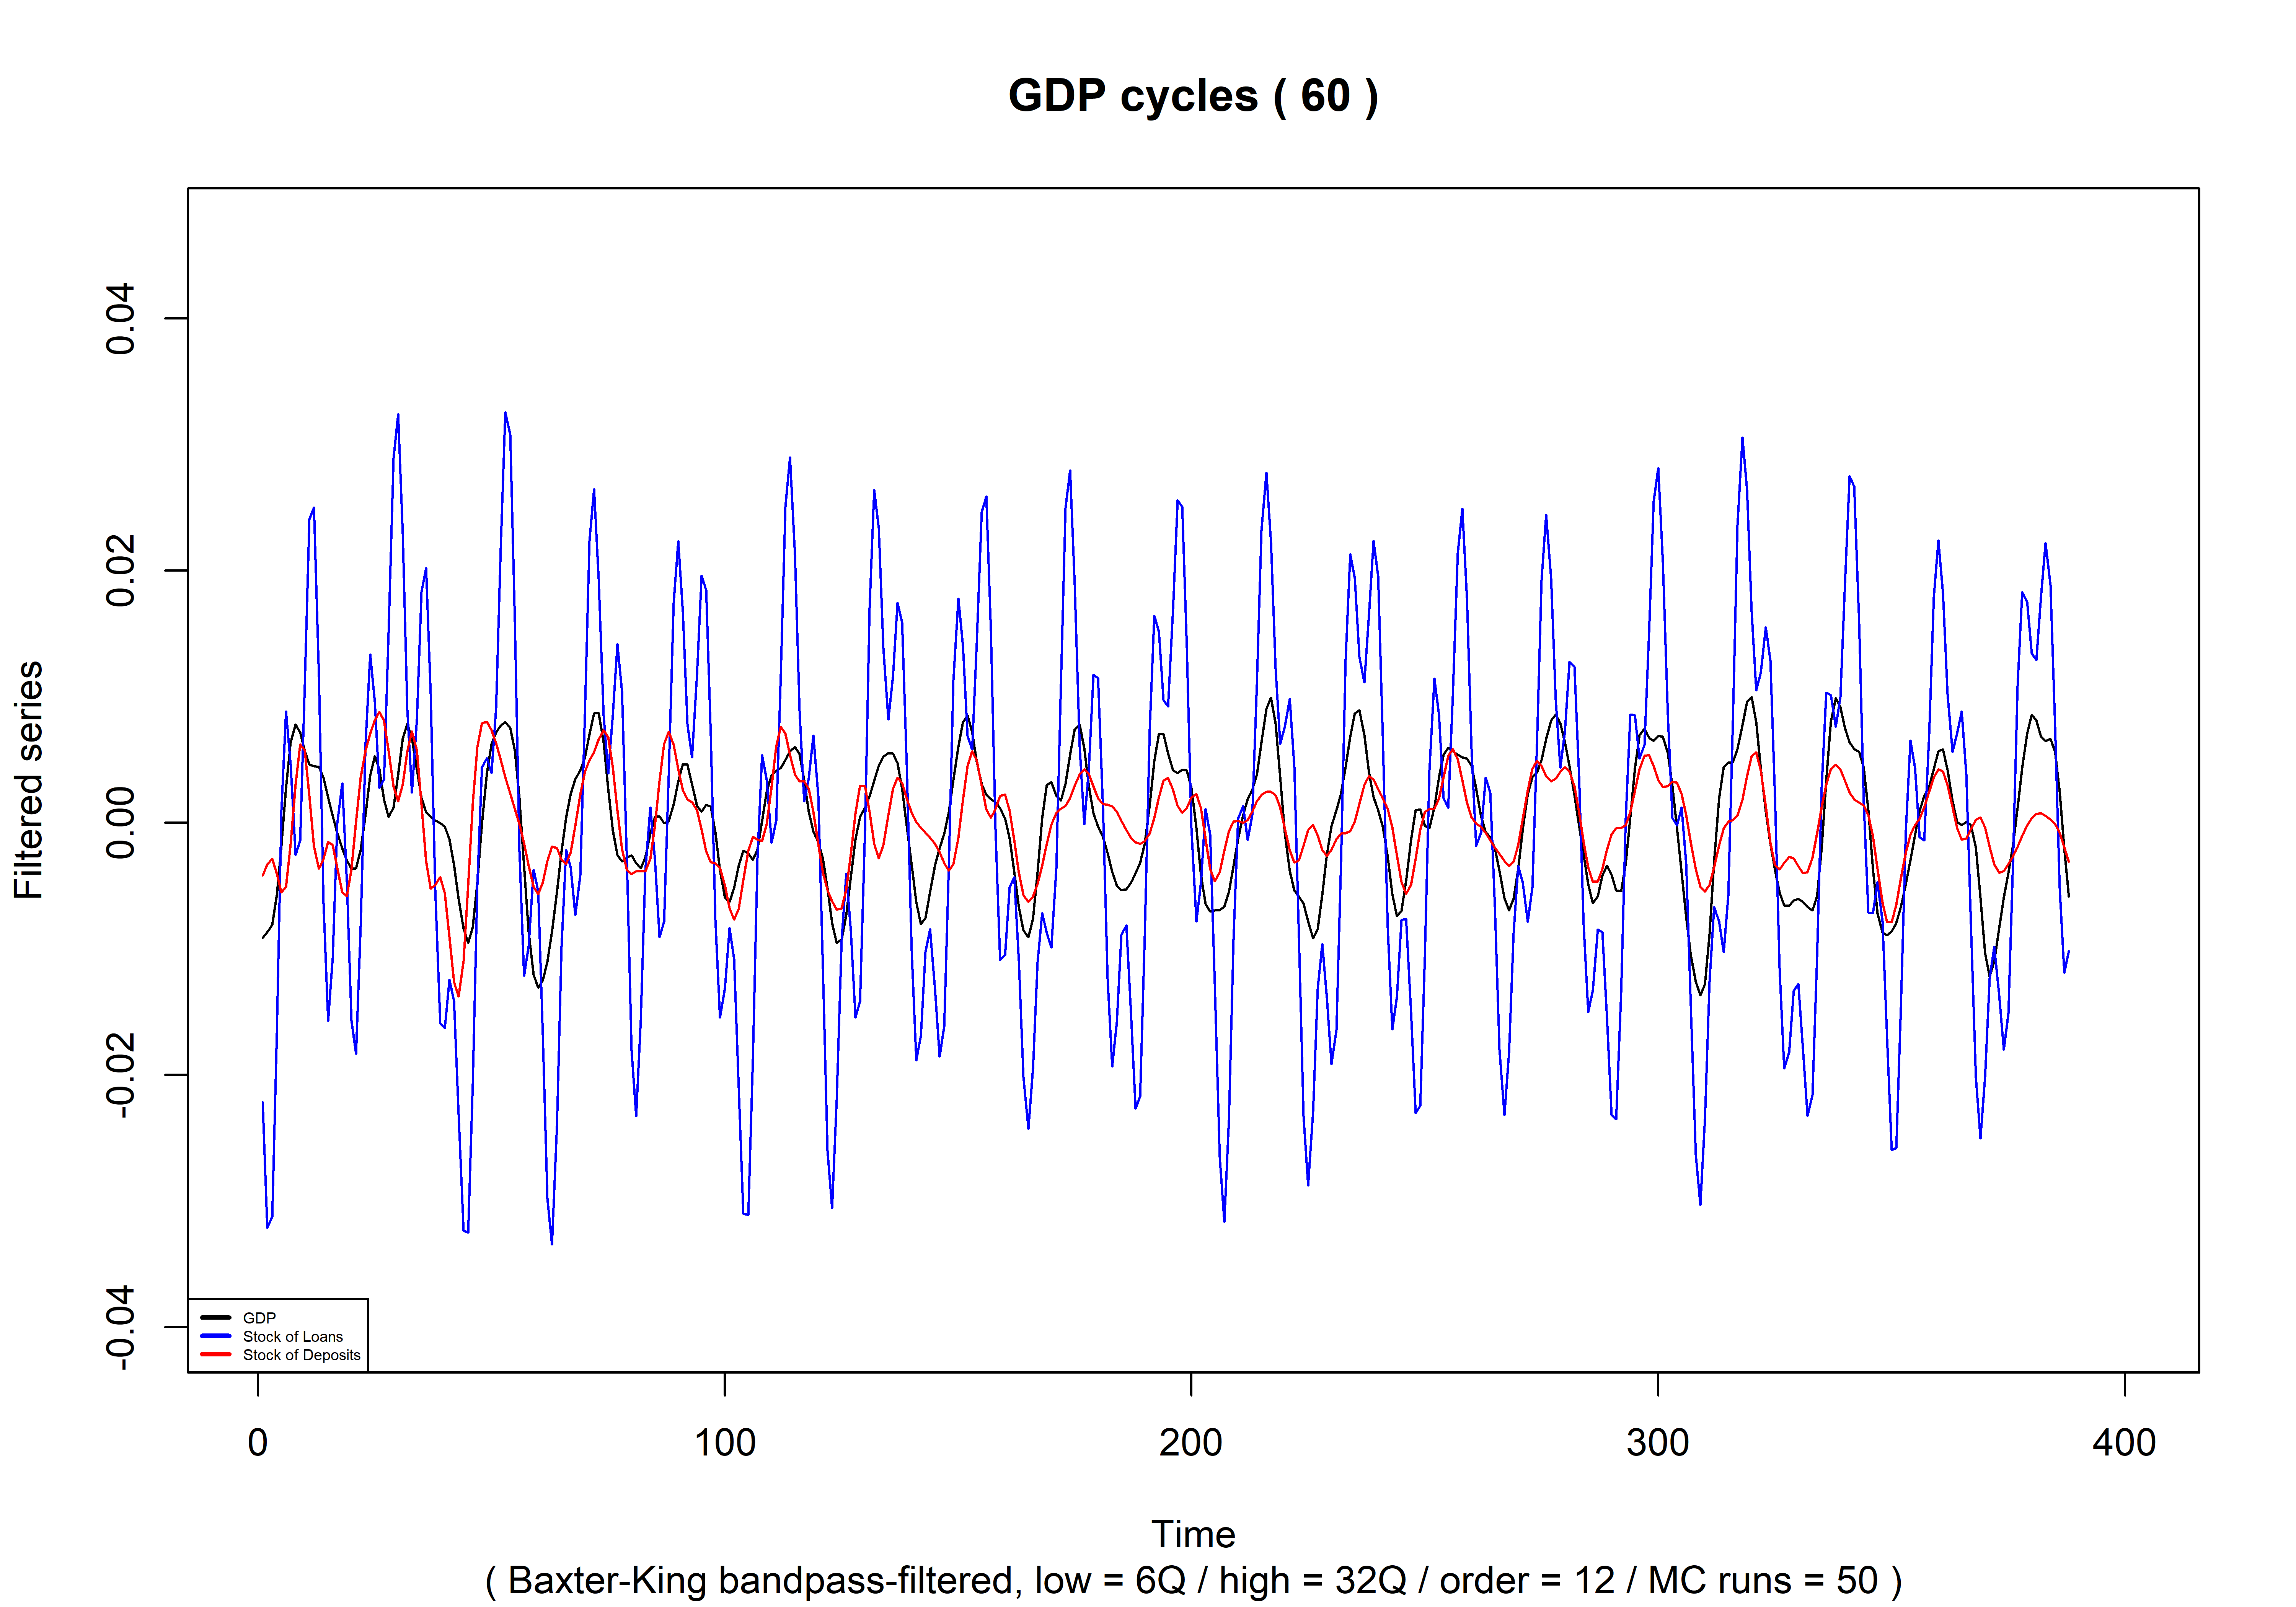 GDP cycles ( 60 )
Filtered series
0.04
0.02
0.00
-0.02
-0.04
GDP
Stock of Loans
Stock of Deposits
0 100 200 300 400
Time
( Baxter-King bandpass-filtered, low = 6Q / high = 32Q / order = 12 / MC runs = 50 )